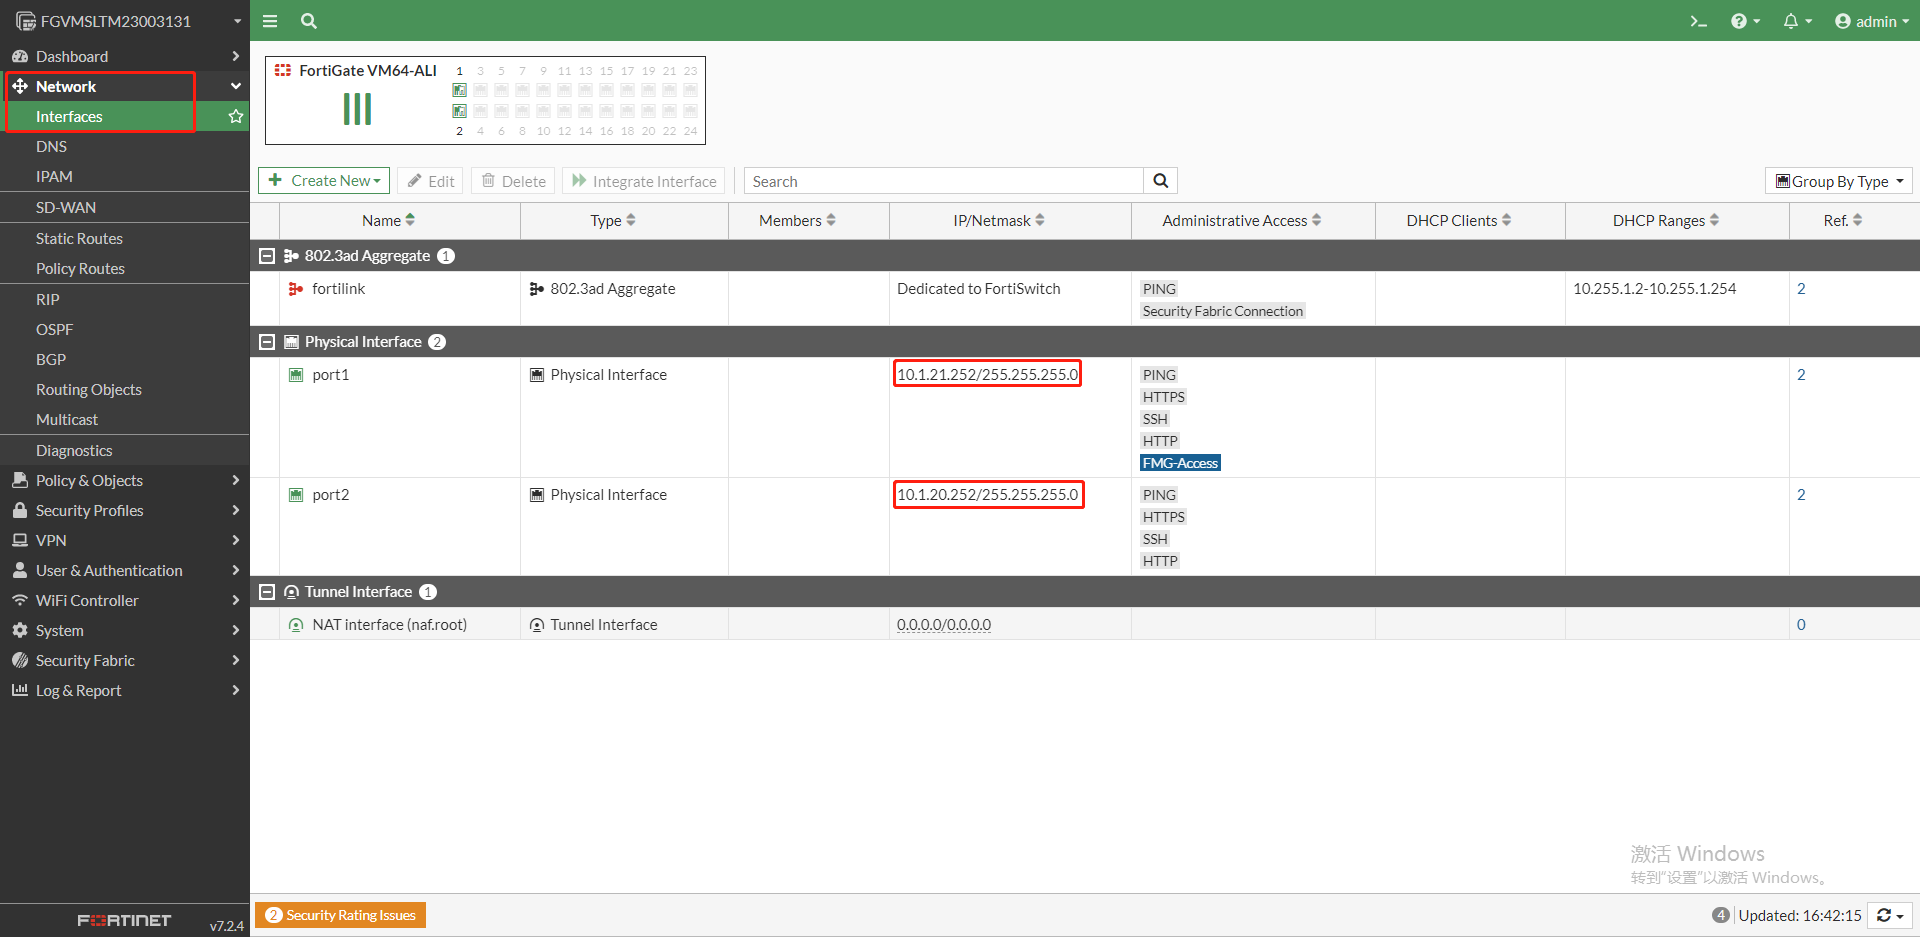 FGVMSLTM23003131
admin
Dashboard
Network
Interfaces
DNS
IPAM
SD-WAN
Static Routes
Policy Routes
RIP
OSPF
BGP
Routing Objects
Multicast
Diagnostics
Policy & Objects
Security Profiles
VPN
User & Authentication
WiFi Controller
System
Security Fabric
Log & Report
FORTINET v7.2.4
FortiGate VM64-ALI
1 3 5 7 9 11 13 15 17 19 21 23
2 4 6 8 10 12 14 16 18 20 22 24
Create New Edit Delete Integrate Interface Search Group By Type
Name Type Members IP/Netmask Administrative Access DHCP Clients DHCP Ranges Ref.
802.3ad Aggregate 1
fortilink 802.3ad Aggregate Dedicated to FortiSwitch PING 10.255.1.2-10.255.1.254 2
Security Fabric Connection
Physical Interface 2
port1 Physical Interface 10.1.21.252/255.255.255.0 PING 2
HTTPS
SSH
HTTP
FMG-Access
port2 Physical Interface 10.1.20.252/255.255.255.0 PING 2
HTTPS
SSH
HTTP
Tunnel Interface 1
NAT interface (naf.root) Tunnel Interface 0.0.0.0/0.0.0.0 0
激活 Windows
转到“设置”以激活 Windows。
2 Security Rating Issues
4 Updated: 16:42:15